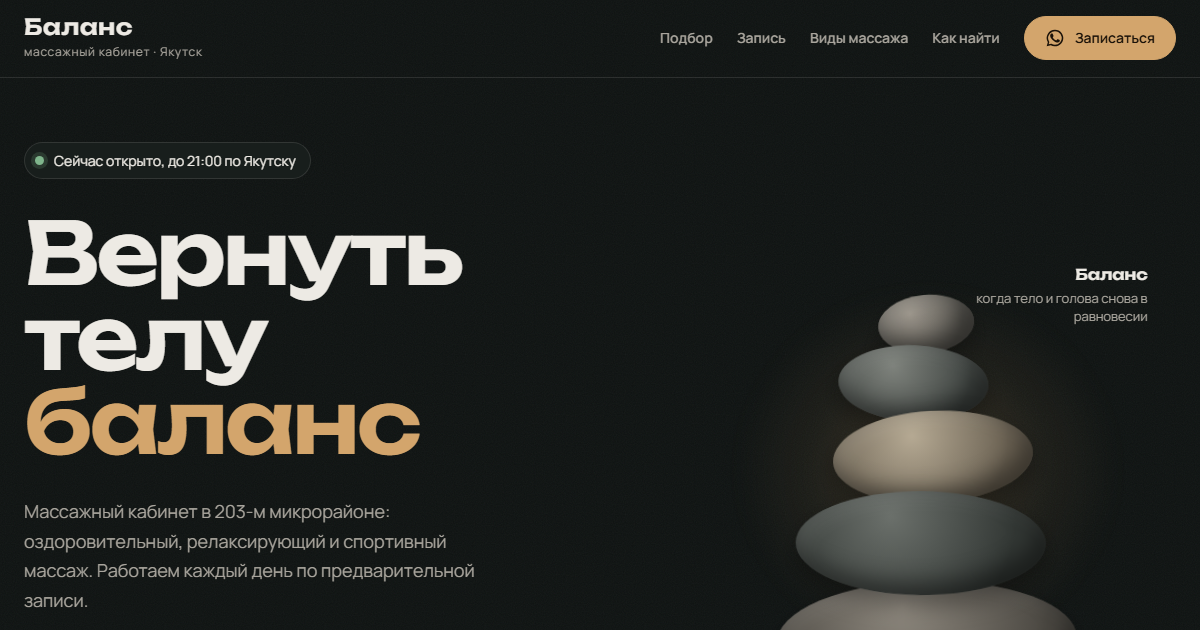 Баланс
массажный кабинет · Якутск
Подбор
Запись
Виды массажа
Как найти
Записаться
Сейчас открыто, до 21:00 по Якутску
Вернуть
телу
баланс
Баланс
когда тело и голова снова в
равновесии
Массажный кабинет в 203-м микрорайоне:
оздоровительный, релаксирующий и спортивный
массаж. Работаем каждый день по предварительной
записи.